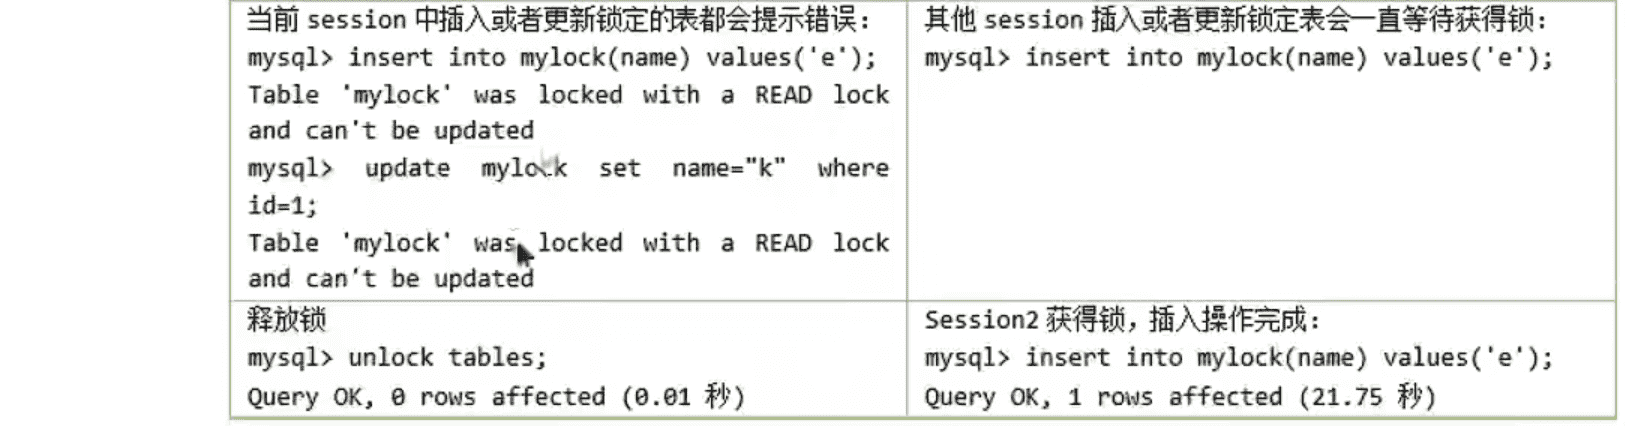 当前 session 中插入或者更新锁定的表都会提示错误：
mysql> insert into mylock(name) values('e');
Table 'mylock' was locked with a READ lock
and can't be updated
mysql> update mylock set name="k" where
id=1;
Table 'mylock' was locked with a READ lock
and can't be updated
其他 session 插入或者更新锁定表会一直等待获得锁：
mysql> insert into mylock(name) values('e');
释放锁
mysql> unlock tables;
Query OK, 0 rows affected (0.01 秒)
Session2 获得锁，插入操作完成：
mysql> insert into mylock(name) values('e');
Query OK, 1 rows affected (21.75 秒)